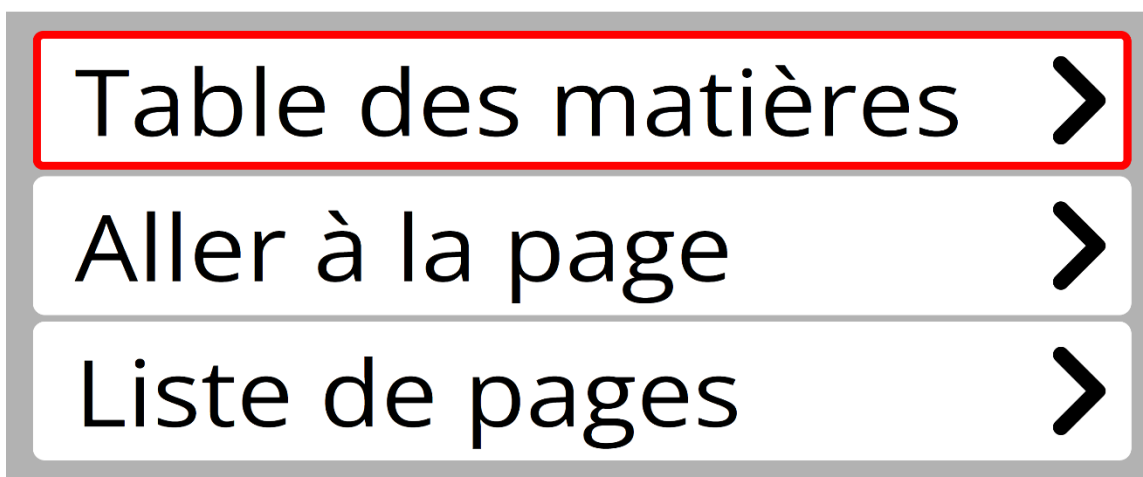 Table des matières
Aller à la page
Liste de pages